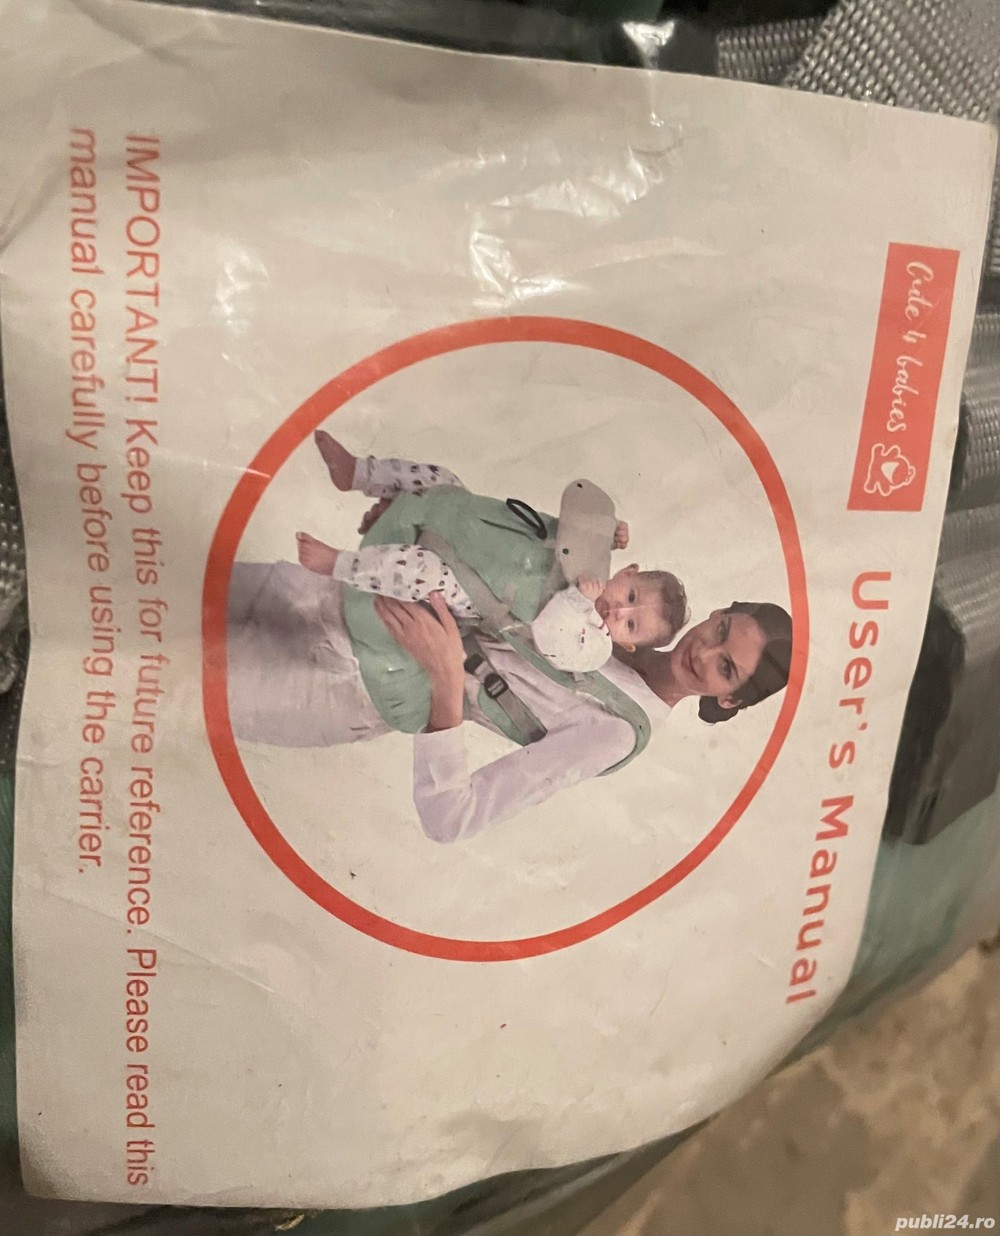 Cute 4 babies
User's Manual
IMPORTANT! Keep this for future reference. Please read this
manual carefully before using the carrier.
publi24.ro